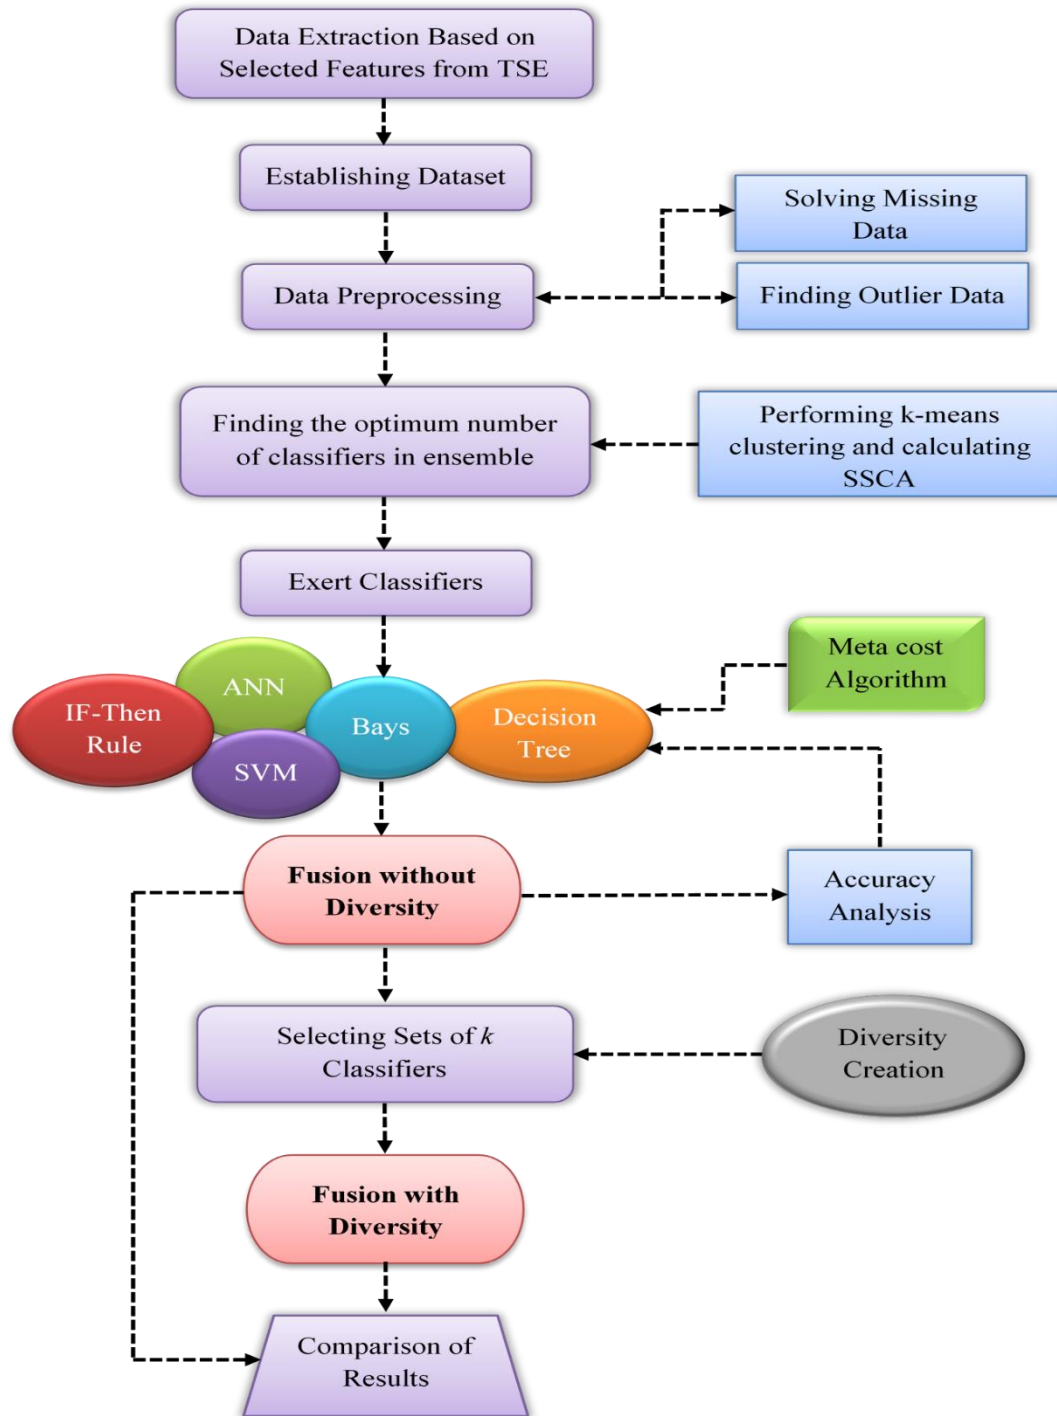 Data Extraction Based on
Selected Features from TSE
Establishing Dataset
Solving Missing
Data
Data Preprocessing
Finding Outlier Data
Finding the optimum number
of classifiers in ensemble
Performing k-means
clustering and calculating
SSCA
Exert Classifiers
Meta cost
Algorithm
IF-Then
Rule
ANN
SVM
Bays
Decision
Tree
Fusion without
Diversity
Accuracy
Analysis
Selecting Sets of k
Classifiers
Diversity
Creation
Fusion with
Diversity
Comparison of
Results